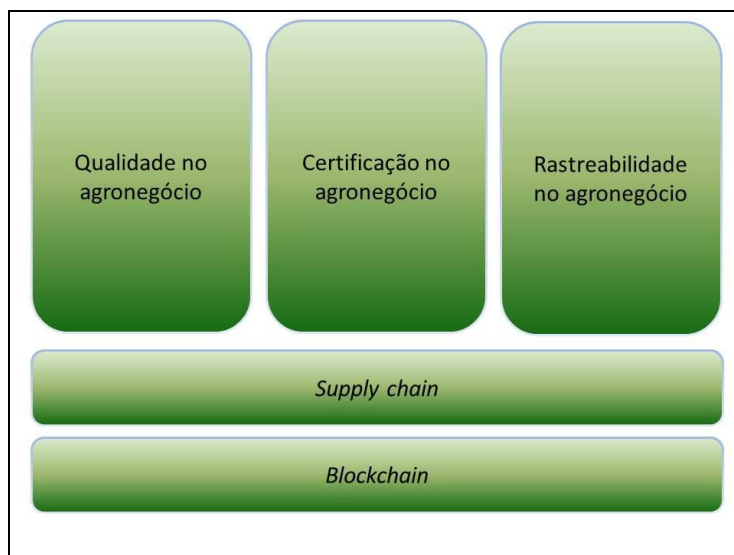 Qualidade no
agronegócio
Certificação no
agronegócio
Rastreabilidade
no agronegócio
Supply chain
Blockchain